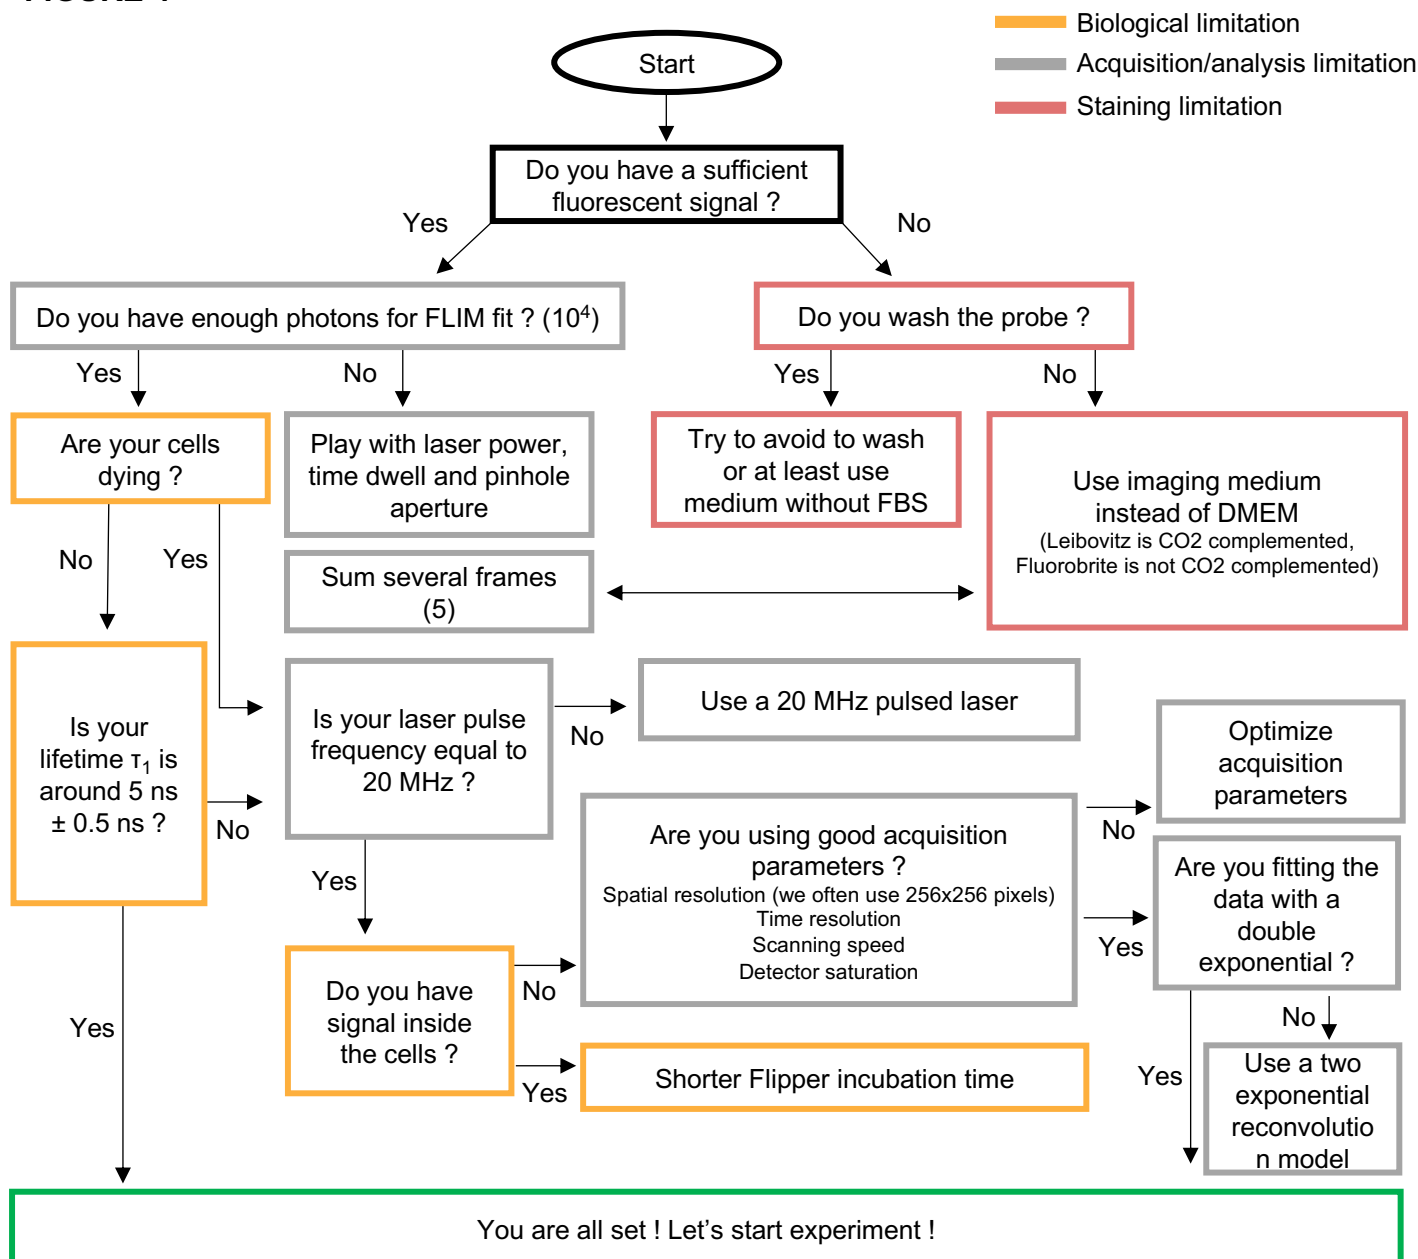 Biological limitation
Acquisition/analysis limitation
Staining limitation
Start
Do you have a sufficient
fluorescent signal ?
Yes
No
Do you have enough photons for FLIM fit ? (10⁴)
Do you wash the probe ?
Yes
No
Yes
No
Are your cells
dying ?
Play with laser power,
time dwell and pinhole
aperture
Try to avoid to wash
or at least use
medium without FBS
Use imaging medium
instead of DMEM
(Leibovitz is CO2 complemented,
Fluorobrite is not CO2 complemented)
No
Yes
Sum several frames
(5)
Is your
lifetime τ₁ is
around 5 ns
± 0.5 ns ?
No
Is your laser pulse
frequency equal to
20 MHz ?
No
Use a 20 MHz pulsed laser
Optimize
acquisition
parameters
Yes
Are you using good acquisition
parameters ?
Spatial resolution (we often use 256x256 pixels)
Time resolution
Scanning speed
Detector saturation
No
Yes
Are you fitting the
data with a
double
exponential ?
Do you have
signal inside
the cells ?
No
Yes
Shorter Flipper incubation time
No
Yes
Use a two
exponential
reconvolutio
n model
Yes
You are all set ! Let's start experiment !